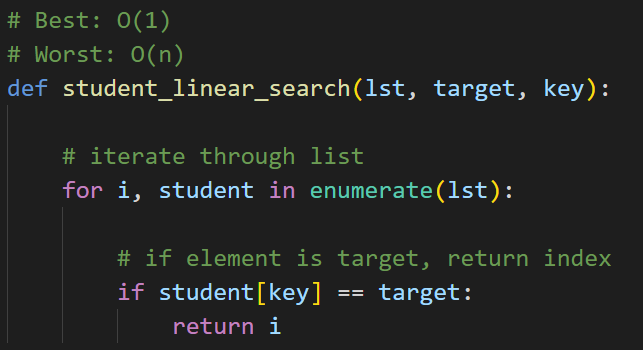 # Best: O(1)
# Worst: O(n)
def student_linear_search(lst, target, key):
# iterate through list
for i, student in enumerate(lst):
# if element is target, return index
if student[key] == target:
return i